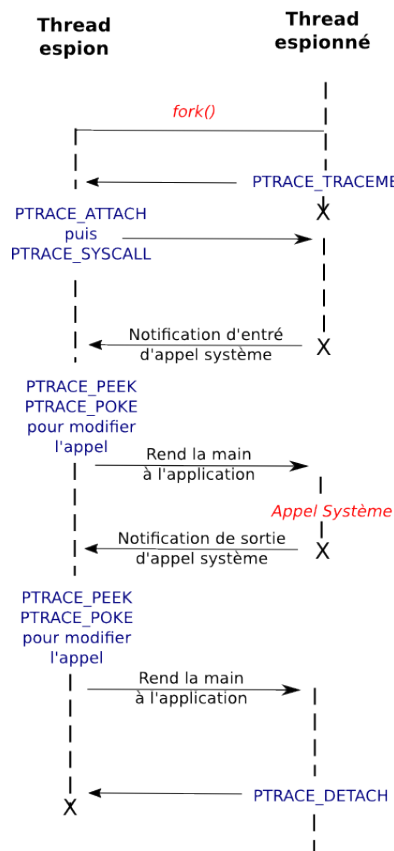 Thread
espion
Thread
espionné
fork()
PTRACE_TRACEME
PTRACE_ATTACH
puis
PTRACE_SYSCALL
Notification d'entré
d'appel système
PTRACE_PEEK
PTRACE_POKE
pour modifier
l'appel
Rend la main
à l'application
Appel Système
Notification de sortie
d'appel système
PTRACE_PEEK
PTRACE_POKE
pour modifier
l'appel
Rend la main
à l'application
PTRACE_DETACH